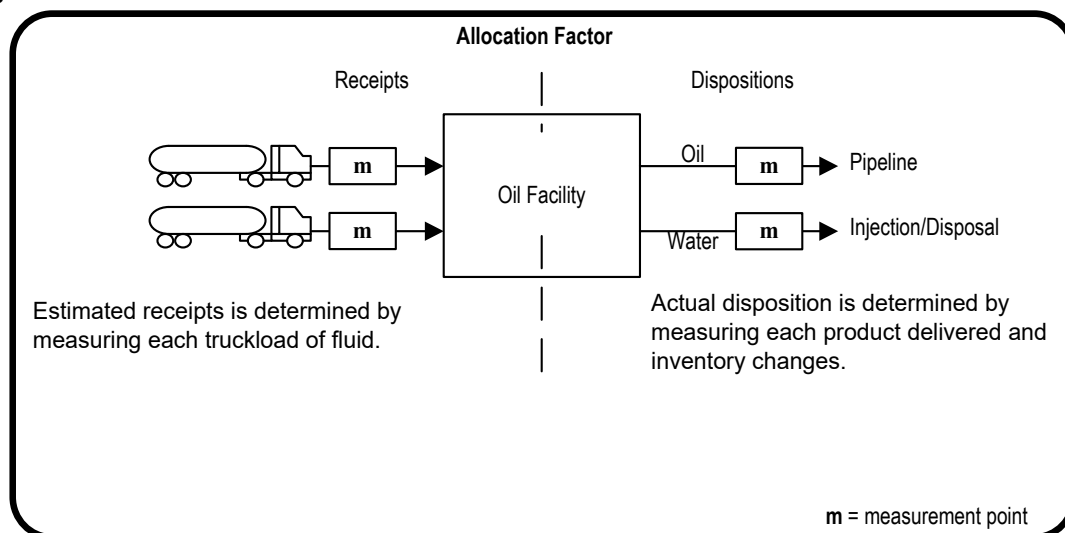 Allocation Factor
Receipts
Dispositions
m
Oil
m
Pipeline
Oil Facility
m
Water
m
Injection/Disposal
Estimated receipts is determined by
measuring each truckload of fluid.
Actual disposition is determined by
measuring each product delivered and
inventory changes.
m = measurement point